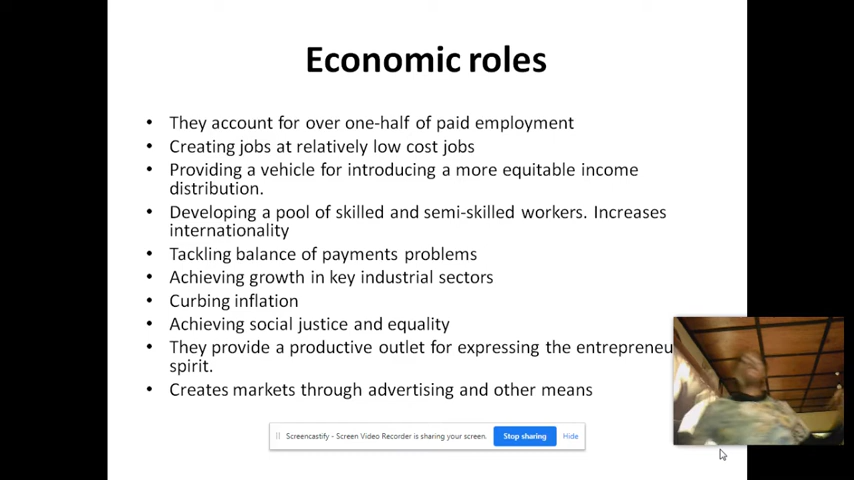 Economic roles
• They account for over one-half of paid employment
• Creating jobs at relatively low cost jobs
• Providing a vehicle for introducing a more equitable income
distribution.
• Developing a pool of skilled and semi-skilled workers. Increases
internationality
• Tackling balance of payments problems
• Achieving growth in key industrial sectors
• Curbing inflation
• Achieving social justice and equality
• They provide a productive outlet for expressing the entrepreneu
spirit.
• Creates markets through advertising and other means
Screencastify - Screen Video Recorder is sharing your screen. Stop sharing Hide